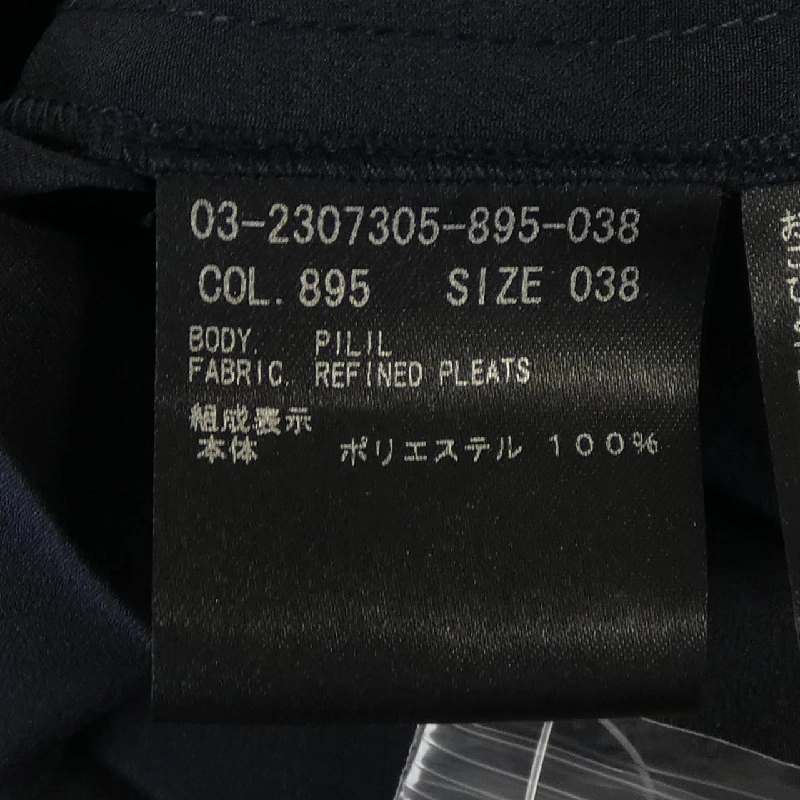 03-2307305-895-038
COL. 895 SIZE 038
BODY. PILIL
FABRIC. REFINED PLEATS
組成表示
本体 ポリエステル 100%